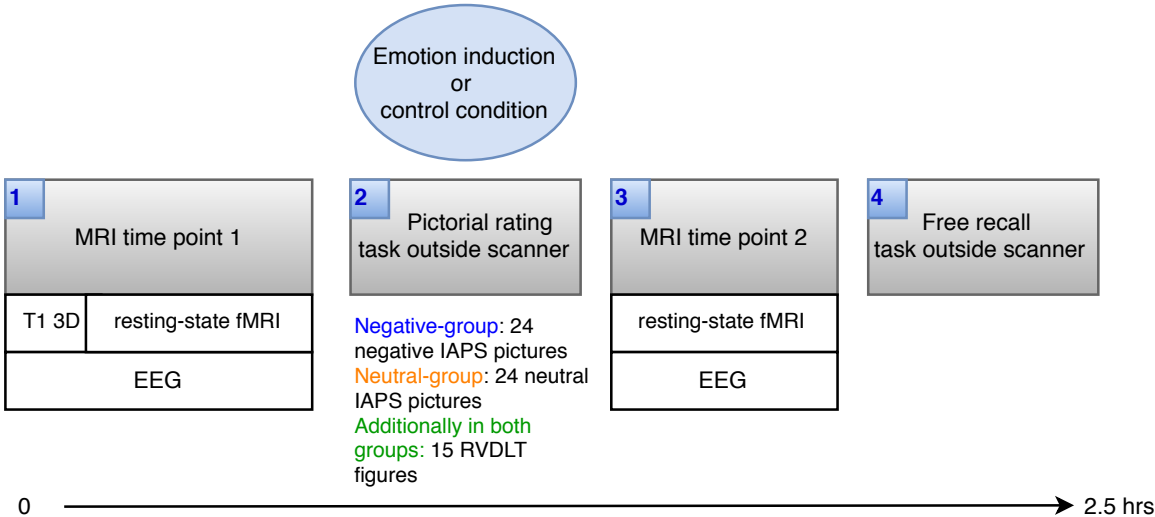 Emotion induction
or
control condition
1
MRI time point 1
T1 3D
resting-state fMRI
EEG
2
Pictorial rating
task outside scanner
Negative-group: 24
negative IAPS pictures
Neutral-group: 24 neutral
IAPS pictures
Additionally in both
groups: 15 RVDLT
figures
3
MRI time point 2
resting-state fMRI
EEG
4
Free recall
task outside scanner
0
2.5 hrs